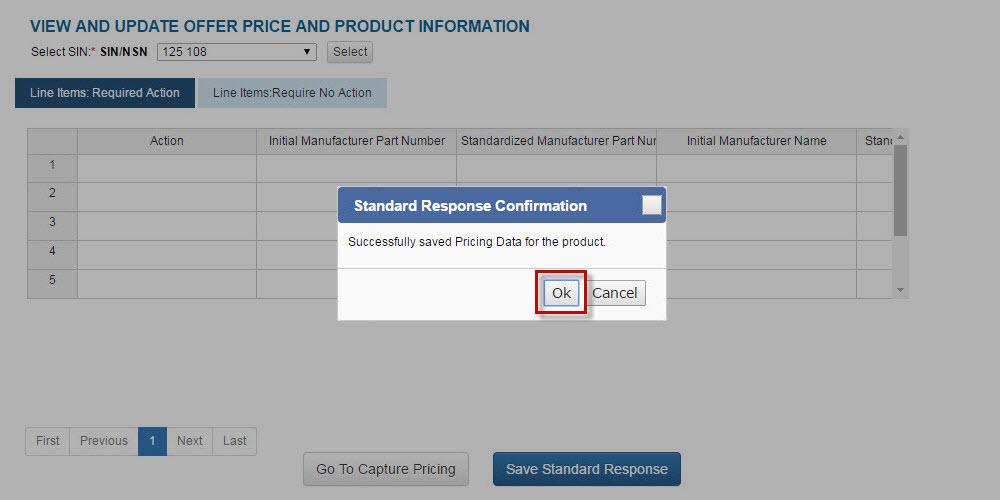 VIEW AND UPDATE OFFER PRICE AND PRODUCT INFORMATION
Select SIN:* SIN/NSN 125 108 Select
Line Items: Required Action Line Items:Require No Action
Action Initial Manufacturer Part Number Standardized Manufacturer Part Nur Initial Manufacturer Name Stan
1
2
3
4
5
Standard Response Confirmation
Successfully saved Pricing Data for the product.
Ok Cancel
First Previous 1 Next Last
Go To Capture Pricing Save Standard Response